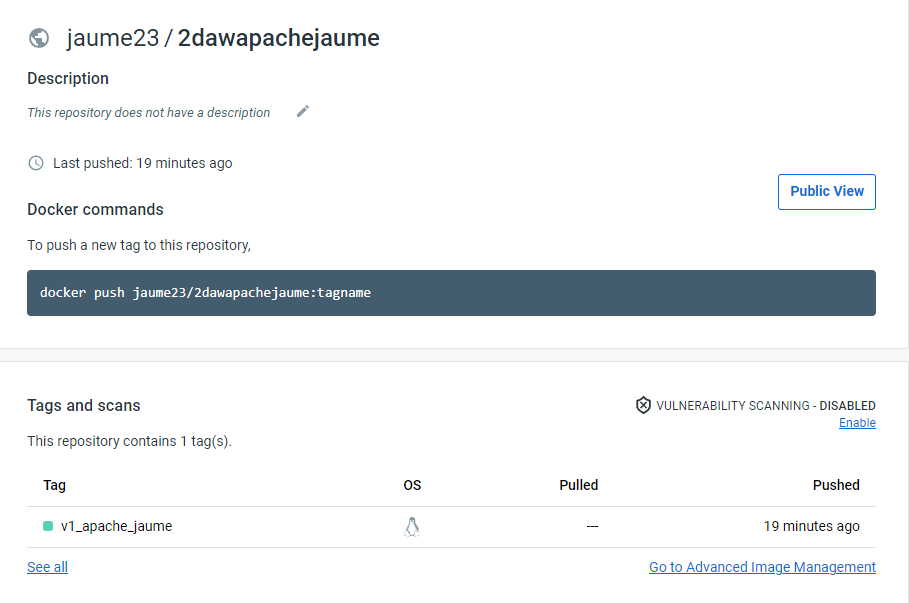 jaume23 / 2dawapachejaume
Description
This repository does not have a description
Last pushed: 19 minutes ago
Public View
Docker commands
To push a new tag to this repository,
docker push jaume23/2dawapachejaume:tagname
Tags and scans
VULNERABILITY SCANNING - DISABLED
Enable
This repository contains 1 tag(s).
Tag OS Pulled Pushed
v1_apache_jaume --- 19 minutes ago
See all Go to Advanced Image Management